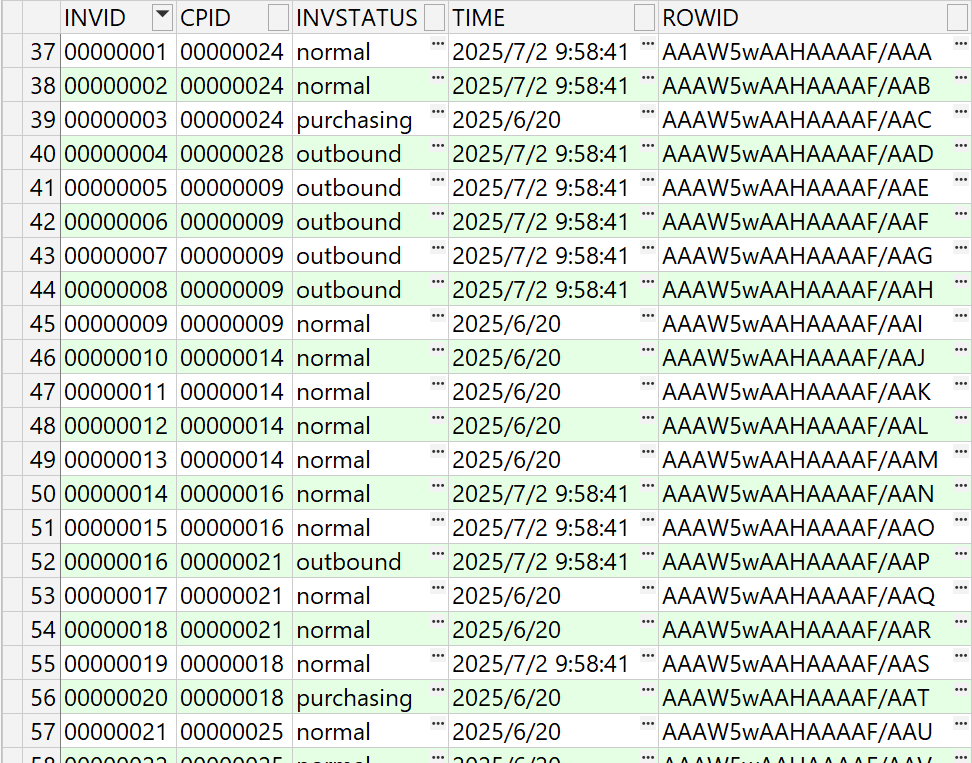 INVID CPID INVSTATUS TIME ROWID
37 00000001 00000024 normal ... 2025/7/2 9:58:41 ... AAAW5wAAHAAAAF/AAA ...
38 00000002 00000024 normal ... 2025/7/2 9:58:41 ... AAAW5wAAHAAAAF/AAB ...
39 00000003 00000024 purchasing ... 2025/6/20 ... AAAW5wAAHAAAAF/AAC ...
40 00000004 00000028 outbound ... 2025/7/2 9:58:41 ... AAAW5wAAHAAAAF/AAD ...
41 00000005 00000009 outbound ... 2025/7/2 9:58:41 ... AAAW5wAAHAAAAF/AAE ...
42 00000006 00000009 outbound ... 2025/7/2 9:58:41 ... AAAW5wAAHAAAAF/AAF ...
43 00000007 00000009 outbound ... 2025/7/2 9:58:41 ... AAAW5wAAHAAAAF/AAG ...
44 00000008 00000009 outbound ... 2025/7/2 9:58:41 ... AAAW5wAAHAAAAF/AAH ...
45 00000009 00000009 normal ... 2025/6/20 ... AAAW5wAAHAAAAF/AAI ...
46 00000010 00000014 normal ... 2025/6/20 ... AAAW5wAAHAAAAF/AAJ ...
47 00000011 00000014 normal ... 2025/6/20 ... AAAW5wAAHAAAAF/AAK ...
48 00000012 00000014 normal ... 2025/6/20 ... AAAW5wAAHAAAAF/AAL ...
49 00000013 00000014 normal ... 2025/6/20 ... AAAW5wAAHAAAAF/AAM ...
50 00000014 00000016 normal ... 2025/7/2 9:58:41 ... AAAW5wAAHAAAAF/AAN ...
51 00000015 00000016 normal ... 2025/7/2 9:58:41 ... AAAW5wAAHAAAAF/AAO ...
52 00000016 00000021 outbound ... 2025/7/2 9:58:41 ... AAAW5wAAHAAAAF/AAP ...
53 00000017 00000021 normal ... 2025/6/20 ... AAAW5wAAHAAAAF/AAQ ...
54 00000018 00000021 normal ... 2025/6/20 ... AAAW5wAAHAAAAF/AAR ...
55 00000019 00000018 normal ... 2025/7/2 9:58:41 ... AAAW5wAAHAAAAF/AAS ...
56 00000020 00000018 purchasing ... 2025/6/20 ... AAAW5wAAHAAAAF/AAT ...
57 00000021 00000025 normal ... 2025/6/20 ... AAAW5wAAHAAAAF/AAU ...